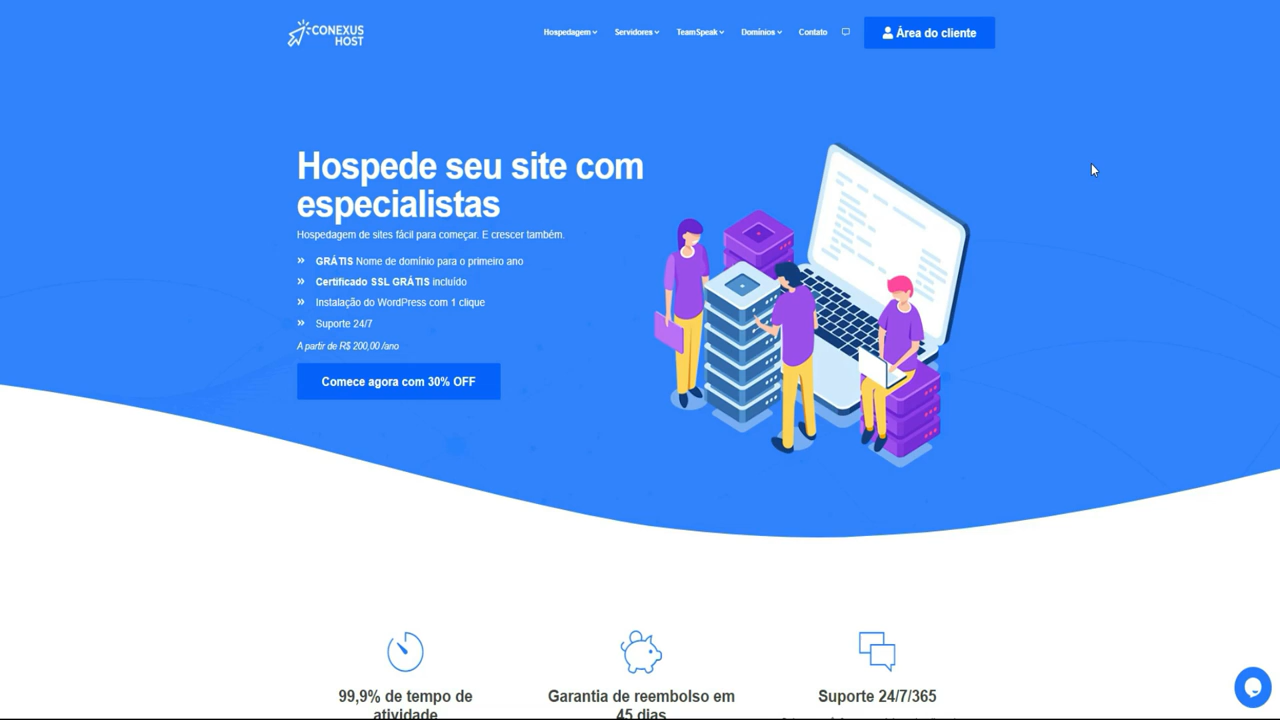 CONEXUS
HOST
Hospedagem
Servidores
TeamSpeak
Domínios
Contato
Área do cliente
Hospede seu site com
especialistas
Hospedagem de sites fácil para começar. E crescer também.
GRÁTIS Nome de domínio para o primeiro ano
Certificado SSL GRÁTIS incluído
Instalação do WordPress com 1 clique
Suporte 24/7
A partir de R$ 200,00 /ano
Comece agora com 30% OFF
99,9% de tempo de
atividade
Garantia de reembolso em
45 dias
Suporte 24/7/365